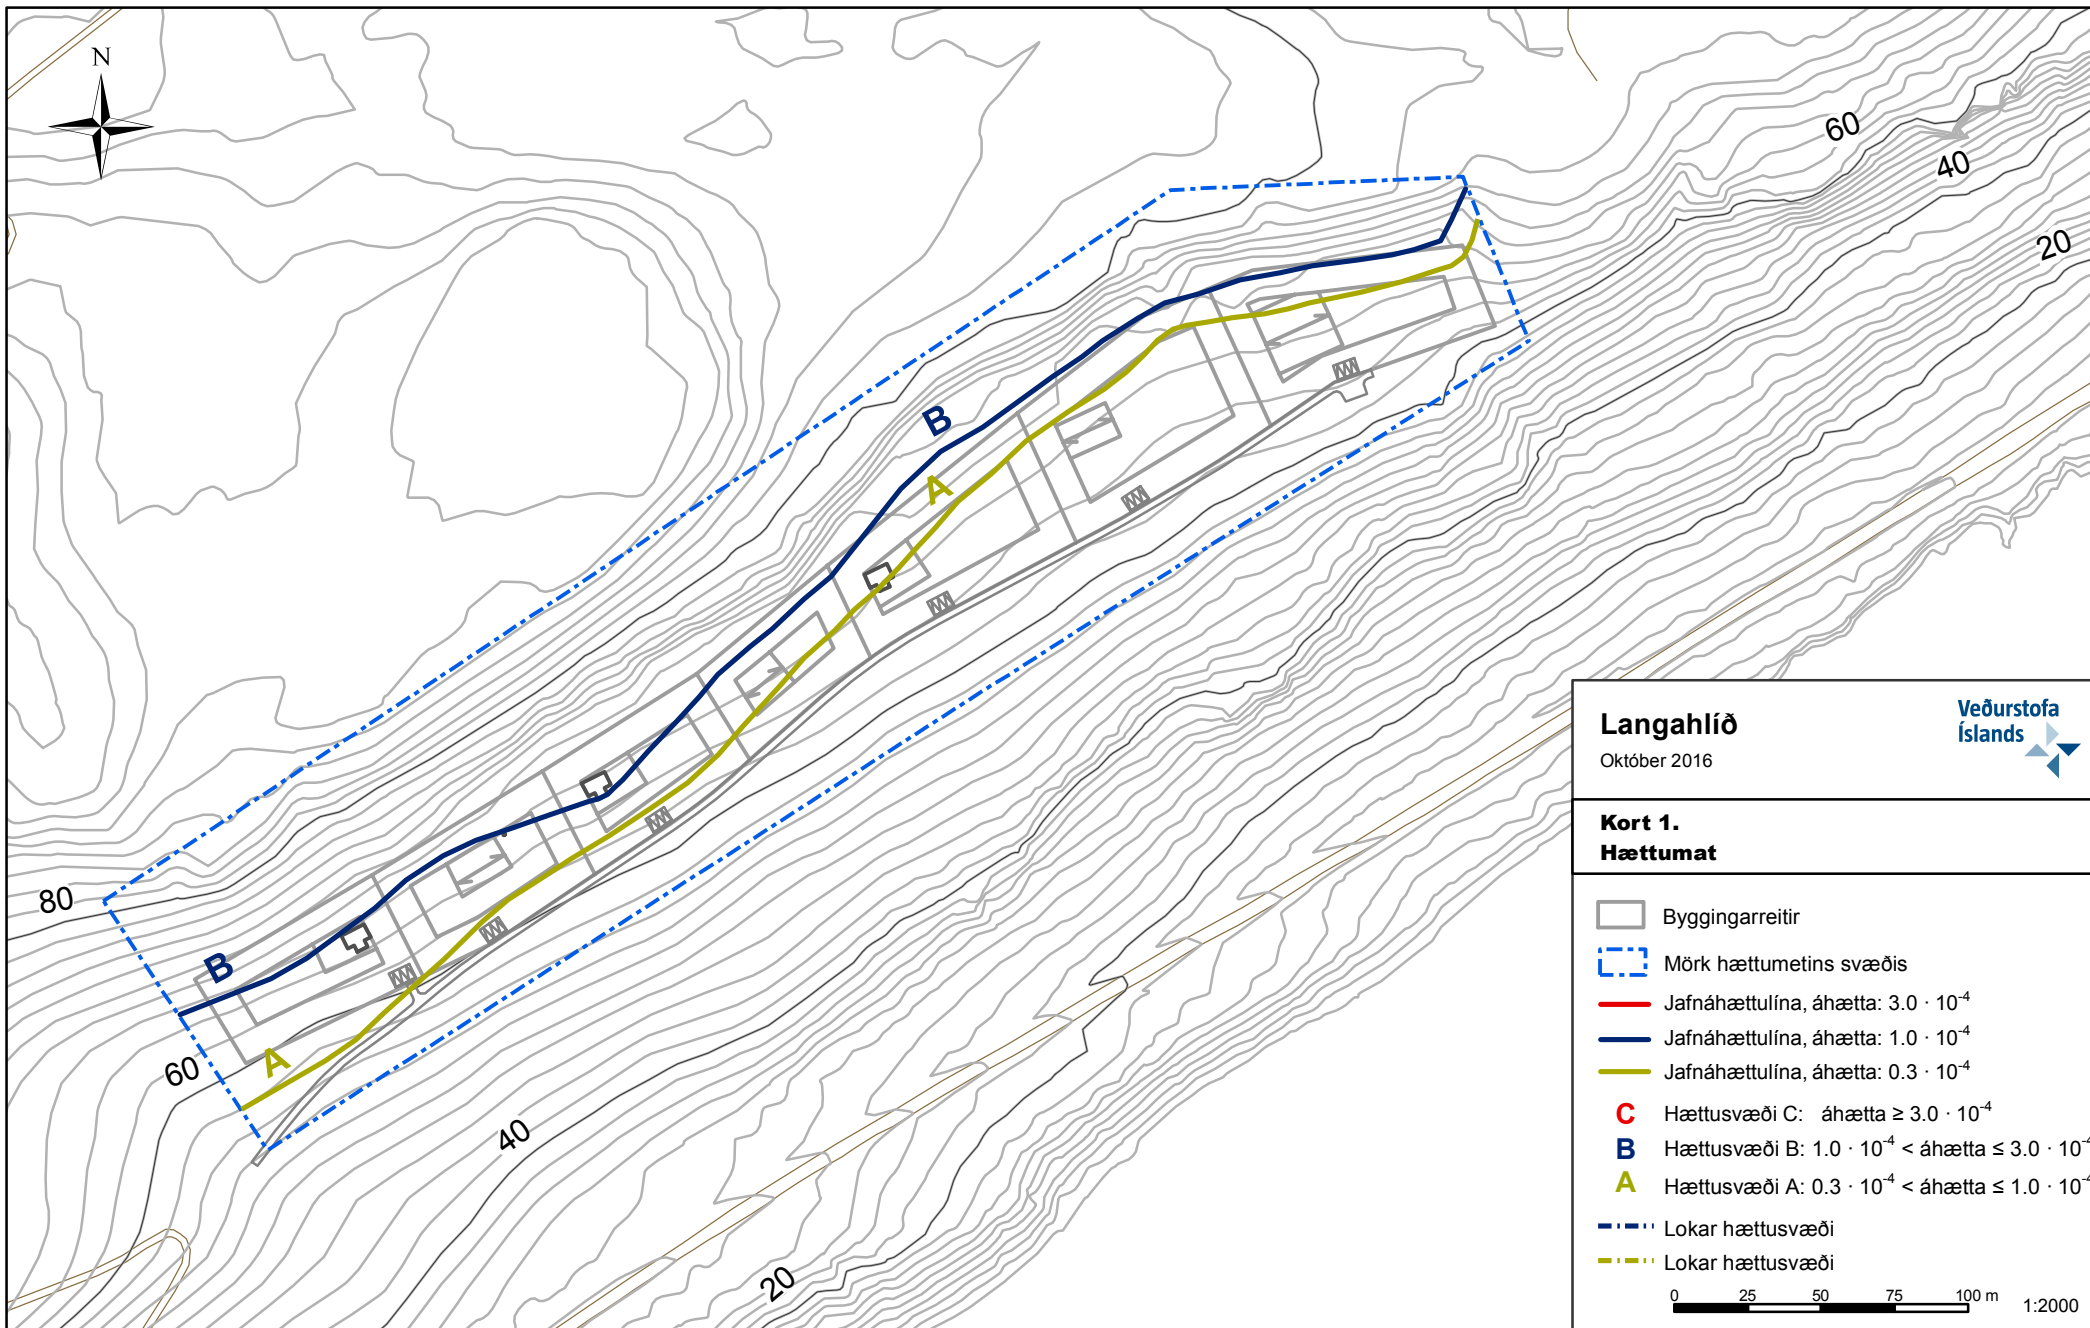 N
60
40
20
B
A
80
B
60
A
40
20
Langahlíð
Október 2016
Veðurstofa
Íslands
Kort 1.
Hættumat
Byggingarreitir
Mörk hættumetins svæðis
Jafnáhættulína, áhætta: 3.0 · 10⁻⁴
Jafnáhættulína, áhætta: 1.0 · 10⁻⁴
Jafnáhættulína, áhætta: 0.3 · 10⁻⁴
C Hættusvæði C: áhætta ≥ 3.0 · 10⁻⁴
B Hættusvæði B: 1.0 · 10⁻⁴ < áhætta ≤ 3.0 · 10⁻⁴
A Hættusvæði A: 0.3 · 10⁻⁴ < áhætta ≤ 1.0 · 10⁻⁴
Lokar hættusvæði
Lokar hættusvæði
0 25 50 75 100 m
1:2000